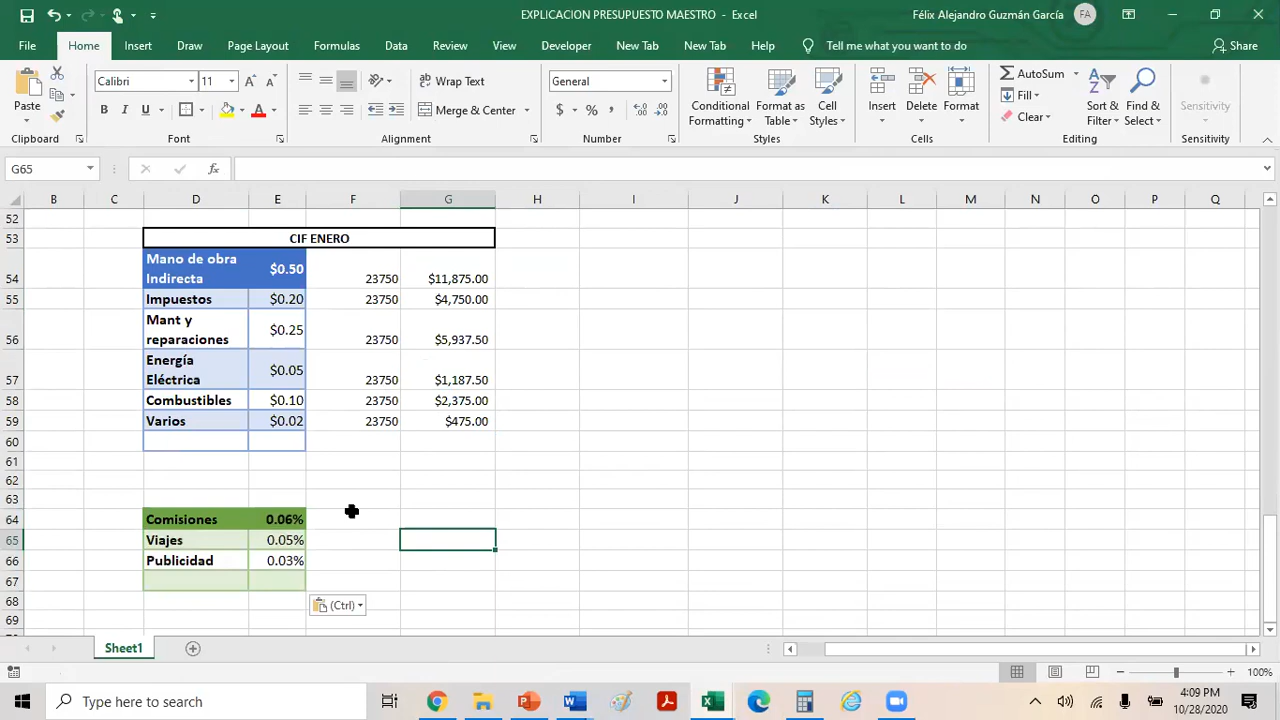 EXPLICACION PRESUPUESTO MAESTRO - Excel
Félix Alejandro Guzmán García FA
File Home Insert Draw Page Layout Formulas Data Review View Developer New Tab New Tab Help Tell me what you want to do Share
Calibri 11 Wrap Text General AutoSum
Paste Fill
Merge & Center Conditional Formatting Format as Table Cell Styles Insert Delete Format Clear Sort & Filter Find & Select Sensitivity
Clipboard Font Alignment Number Styles Cells Editing Sensitivity
G65 fx
B C D E F G H I J K L M N O P Q
52
53 CIF ENERO
54 Mano de obra Indirecta $0.50 23750 $11,875.00
55 Impuestos $0.20 23750 $4,750.00
56 Mant y reparaciones $0.25 23750 $5,937.50
57 Energía Eléctrica $0.05 23750 $1,187.50
58 Combustibles $0.10 23750 $2,375.00
59 Varios $0.02 23750 $475.00
60
61
62
63
64 Comisiones 0.06%
65 Viajes 0.05%
66 Publicidad 0.03%
67
68 (Ctrl)
69
Sheet1
100%
Type here to search
4:09 PM
10/28/2020